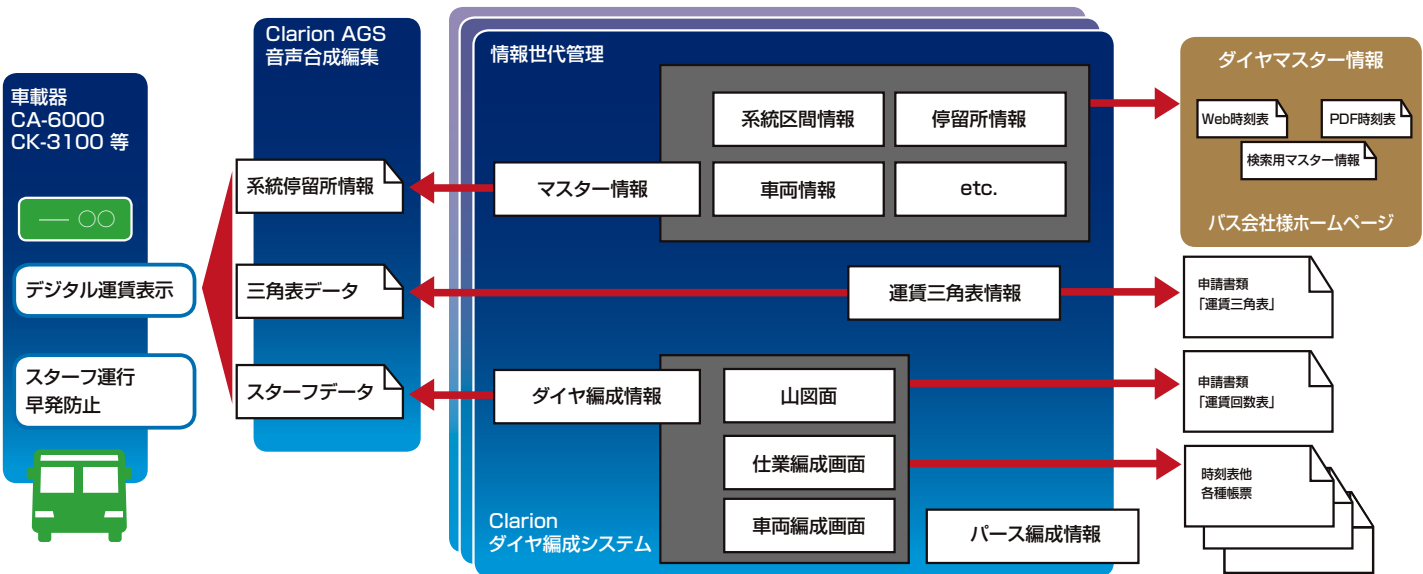 車載器
CA-6000
CK-3100 等
― ○○
デジタル運賃表示
スターフ運行
早発防止
Clarion AGS
音声合成編集
系統停留所情報
三角表データ
スターフデータ
情報世代管理
マスター情報
系統区間情報
停留所情報
車両情報
etc.
運賃三角表情報
ダイヤ編成情報
山図面
仕業編成画面
車両編成画面
パース編成情報
Clarion
ダイヤ編成システム
ダイヤマスター情報
Web時刻表
PDF時刻表
検索用マスター情報
バス会社様ホームページ
申請書類
「運賃三角表」
申請書類
「運賃回数表」
時刻表他
各種帳票